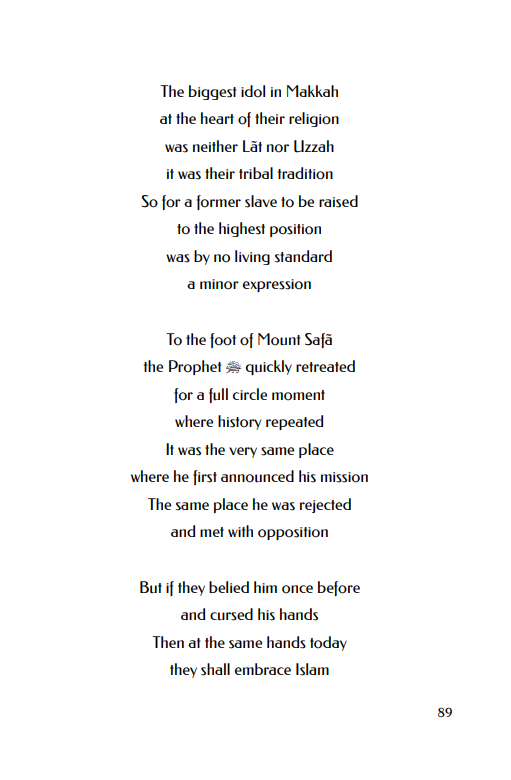 The biggest idol in Makkah
at the heart of their religion
was neither Lãt nor Uzzah
it was their tribal tradition
So for a former slave to be raised
to the highest position
was by no living standard
a minor expression
To the foot of Mount Safã
the Prophet ﷺ quickly retreated
for a full circle moment
where history repeated
It was the very same place
where he first announced his mission
The same place he was rejected
and met with opposition
But if they belied him once before
and cursed his hands
Then at the same hands today
they shall embrace Islam
89